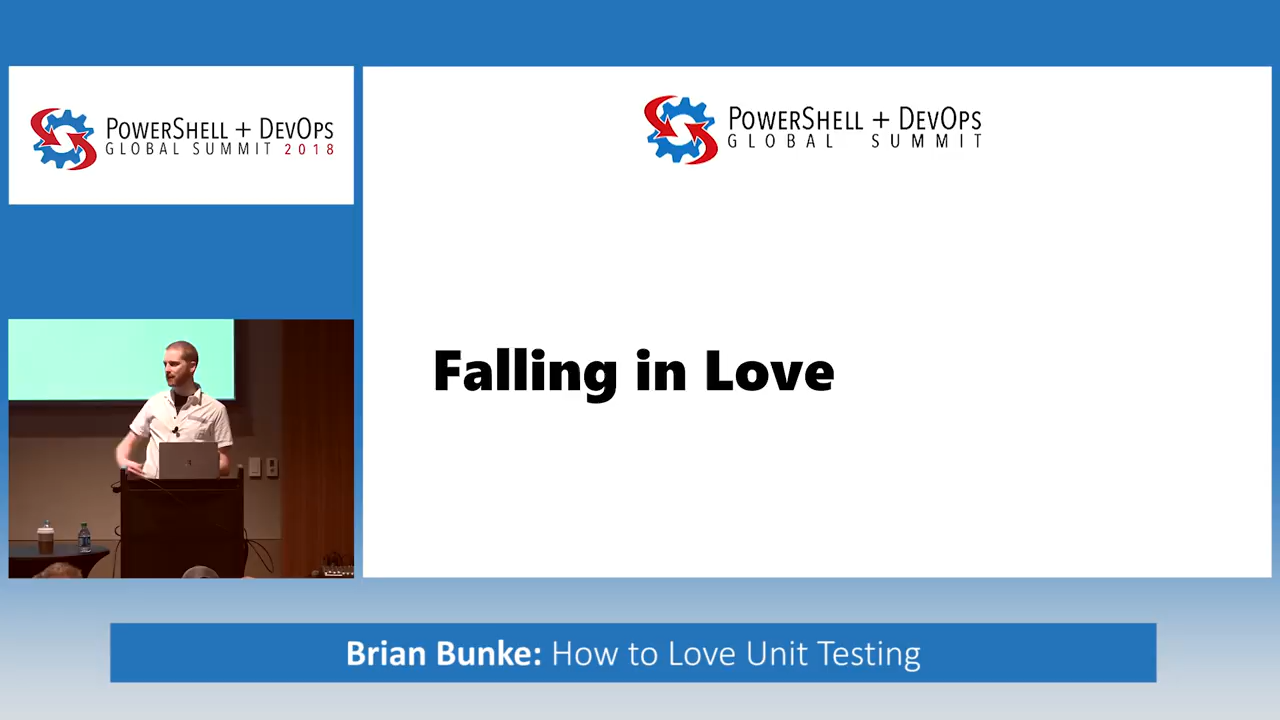 POWERSHELL + DEVOPS
GLOBAL SUMMIT 2018
POWERSHELL + DEVOPS
GLOBAL SUMMIT
Falling in Love
Brian Bunke: How to Love Unit Testing